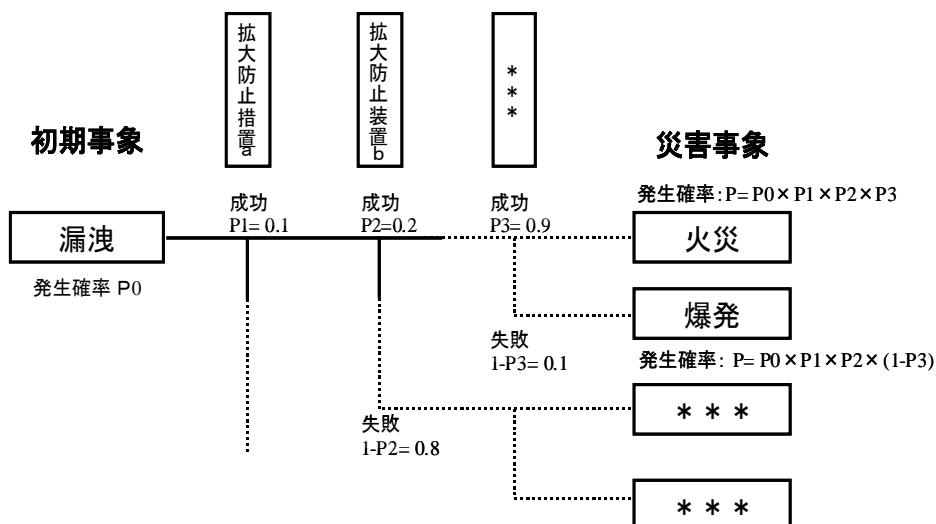 拡大防止措置a
拡大防止装置b
***
初期事象
災害事象
成功
P1= 0.1
成功
P2=0.2
成功
P3= 0.9
発生確率:P= P0×P1×P2×P3
漏洩
火災
発生確率 P0
爆発
失敗
1-P3= 0.1
発生確率: P= P0×P1×P2×(1-P3)
***
失敗
1-P2= 0.8
***